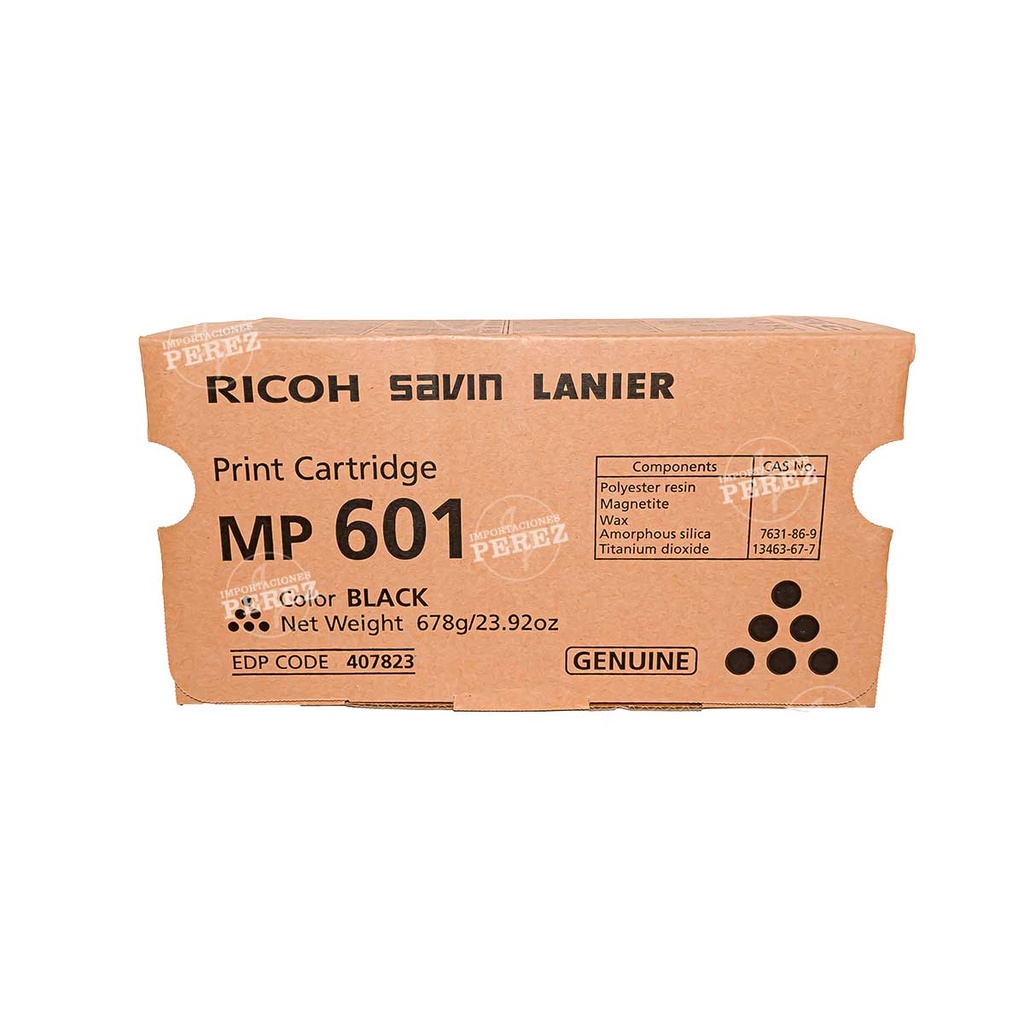 RICOH savin LANIER
Print Cartridge
MP 601
Color BLACK
Net Weight 678g/23.92oz
EDP CODE 407823
Components CAS No.
Polyester resin
Magnetite
Wax
Amorphous silica 7631-86-9
Titanium dioxide 13463-67-7
GENUINE
IMPORTACIONES
PEREZ
IMPORTACIONES
PEREZ
IMPORTACIONES
PEREZ
IMPORTACIONES
PEREZ